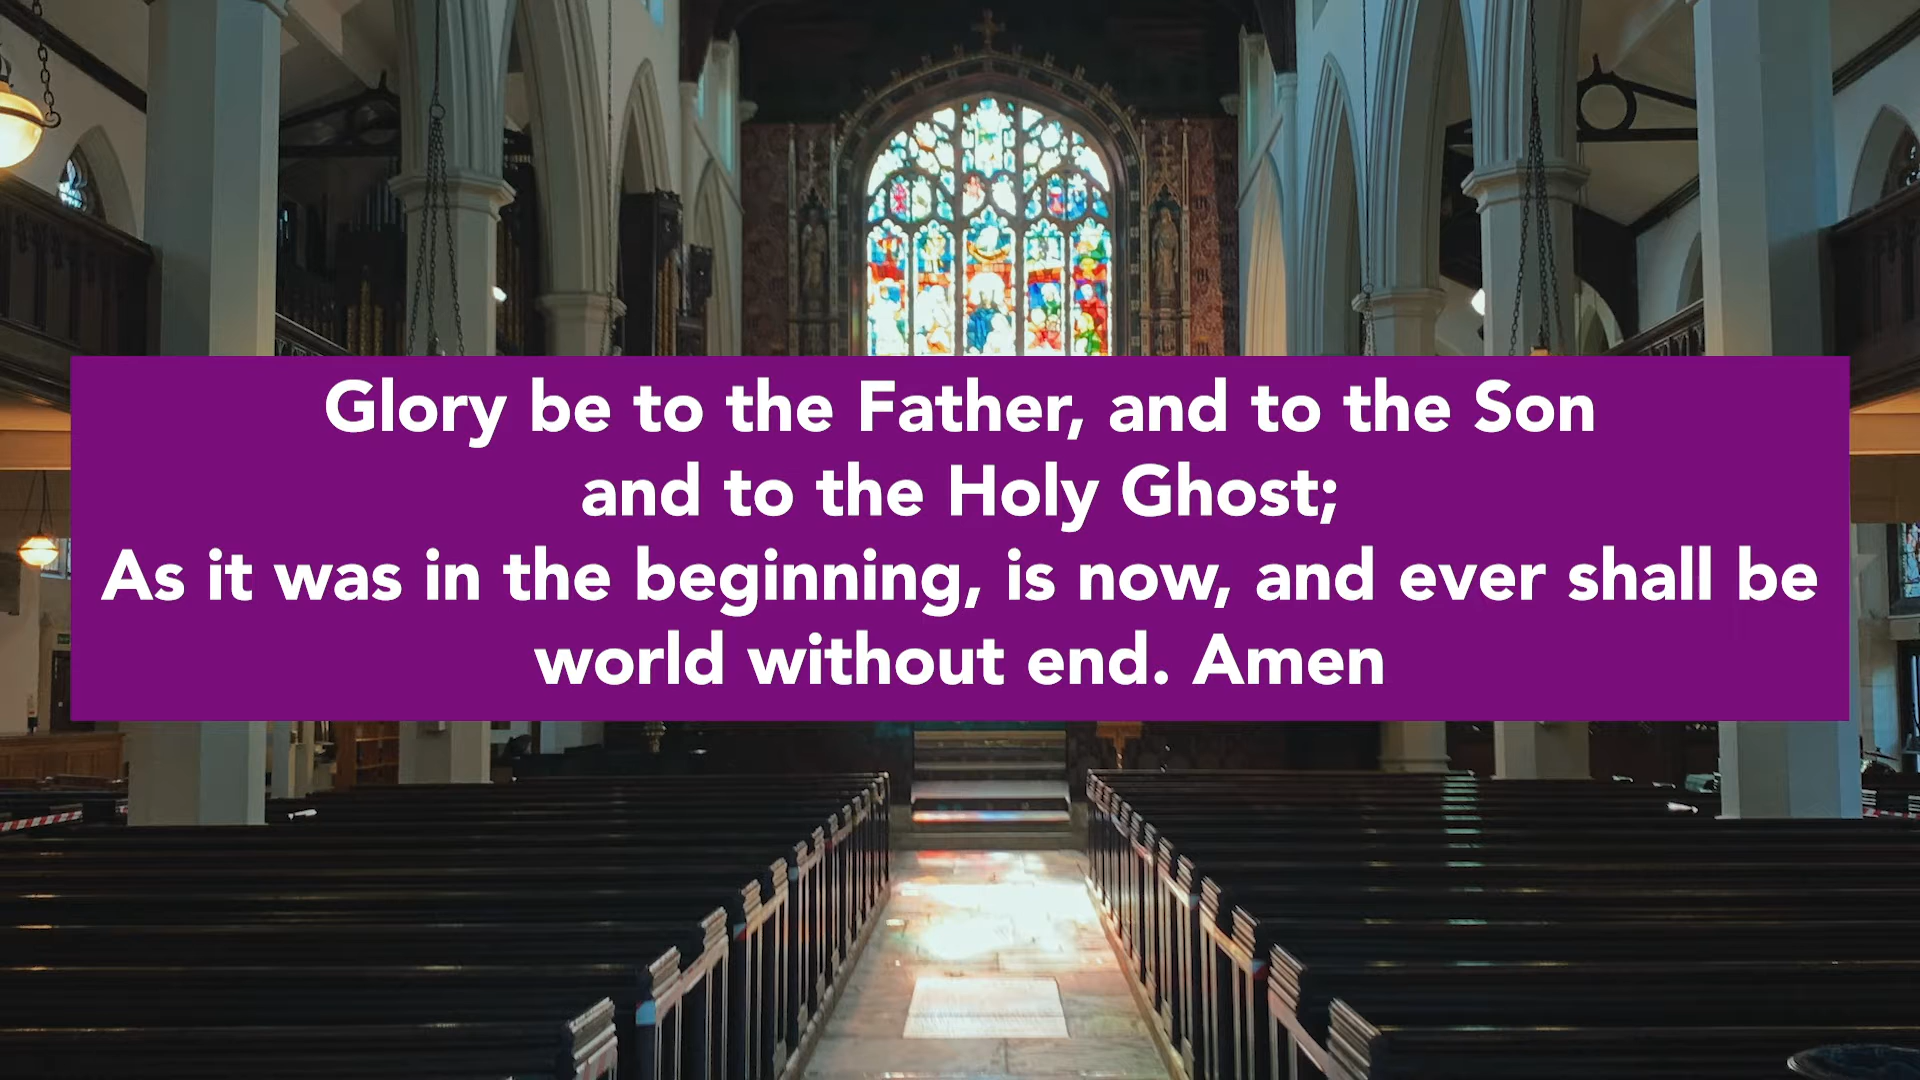 Glory be to the Father, and to the Son
and to the Holy Ghost;
As it was in the beginning, is now, and ever shall be
world without end. Amen